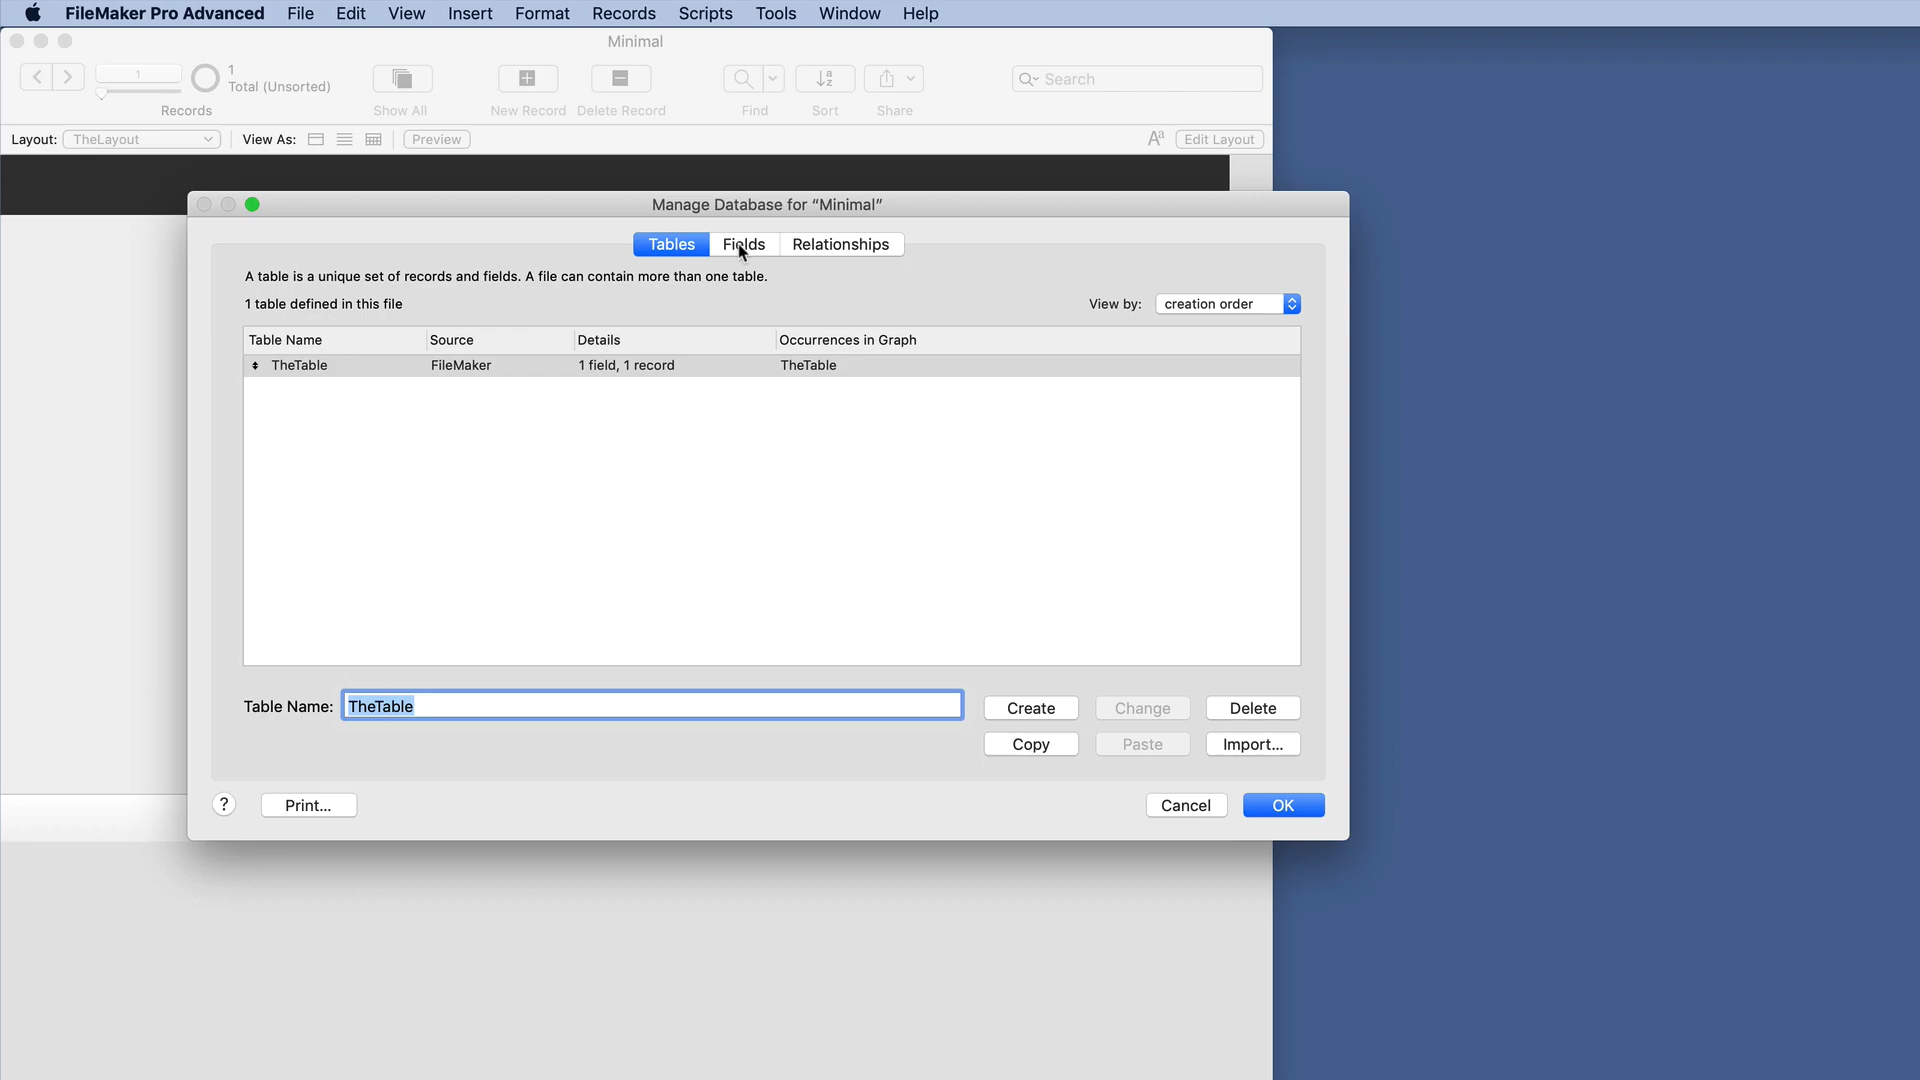 FileMaker Pro Advanced File Edit View Insert Format Records Scripts Tools Window Help
Minimal
1
1
Total (Unsorted)
Search
Records Show All New Record Delete Record Find Sort Share
Layout: TheLayout View As: Preview Aa Edit Layout
Manage Database for “Minimal”
Tables Fields Relationships
A table is a unique set of records and fields. A file can contain more than one table.
1 table defined in this file View by: creation order
Table Name Source Details Occurrences in Graph
TheTable FileMaker 1 field, 1 record TheTable
Table Name: TheTable Create Change Delete
Copy Paste Import...
? Print... Cancel OK